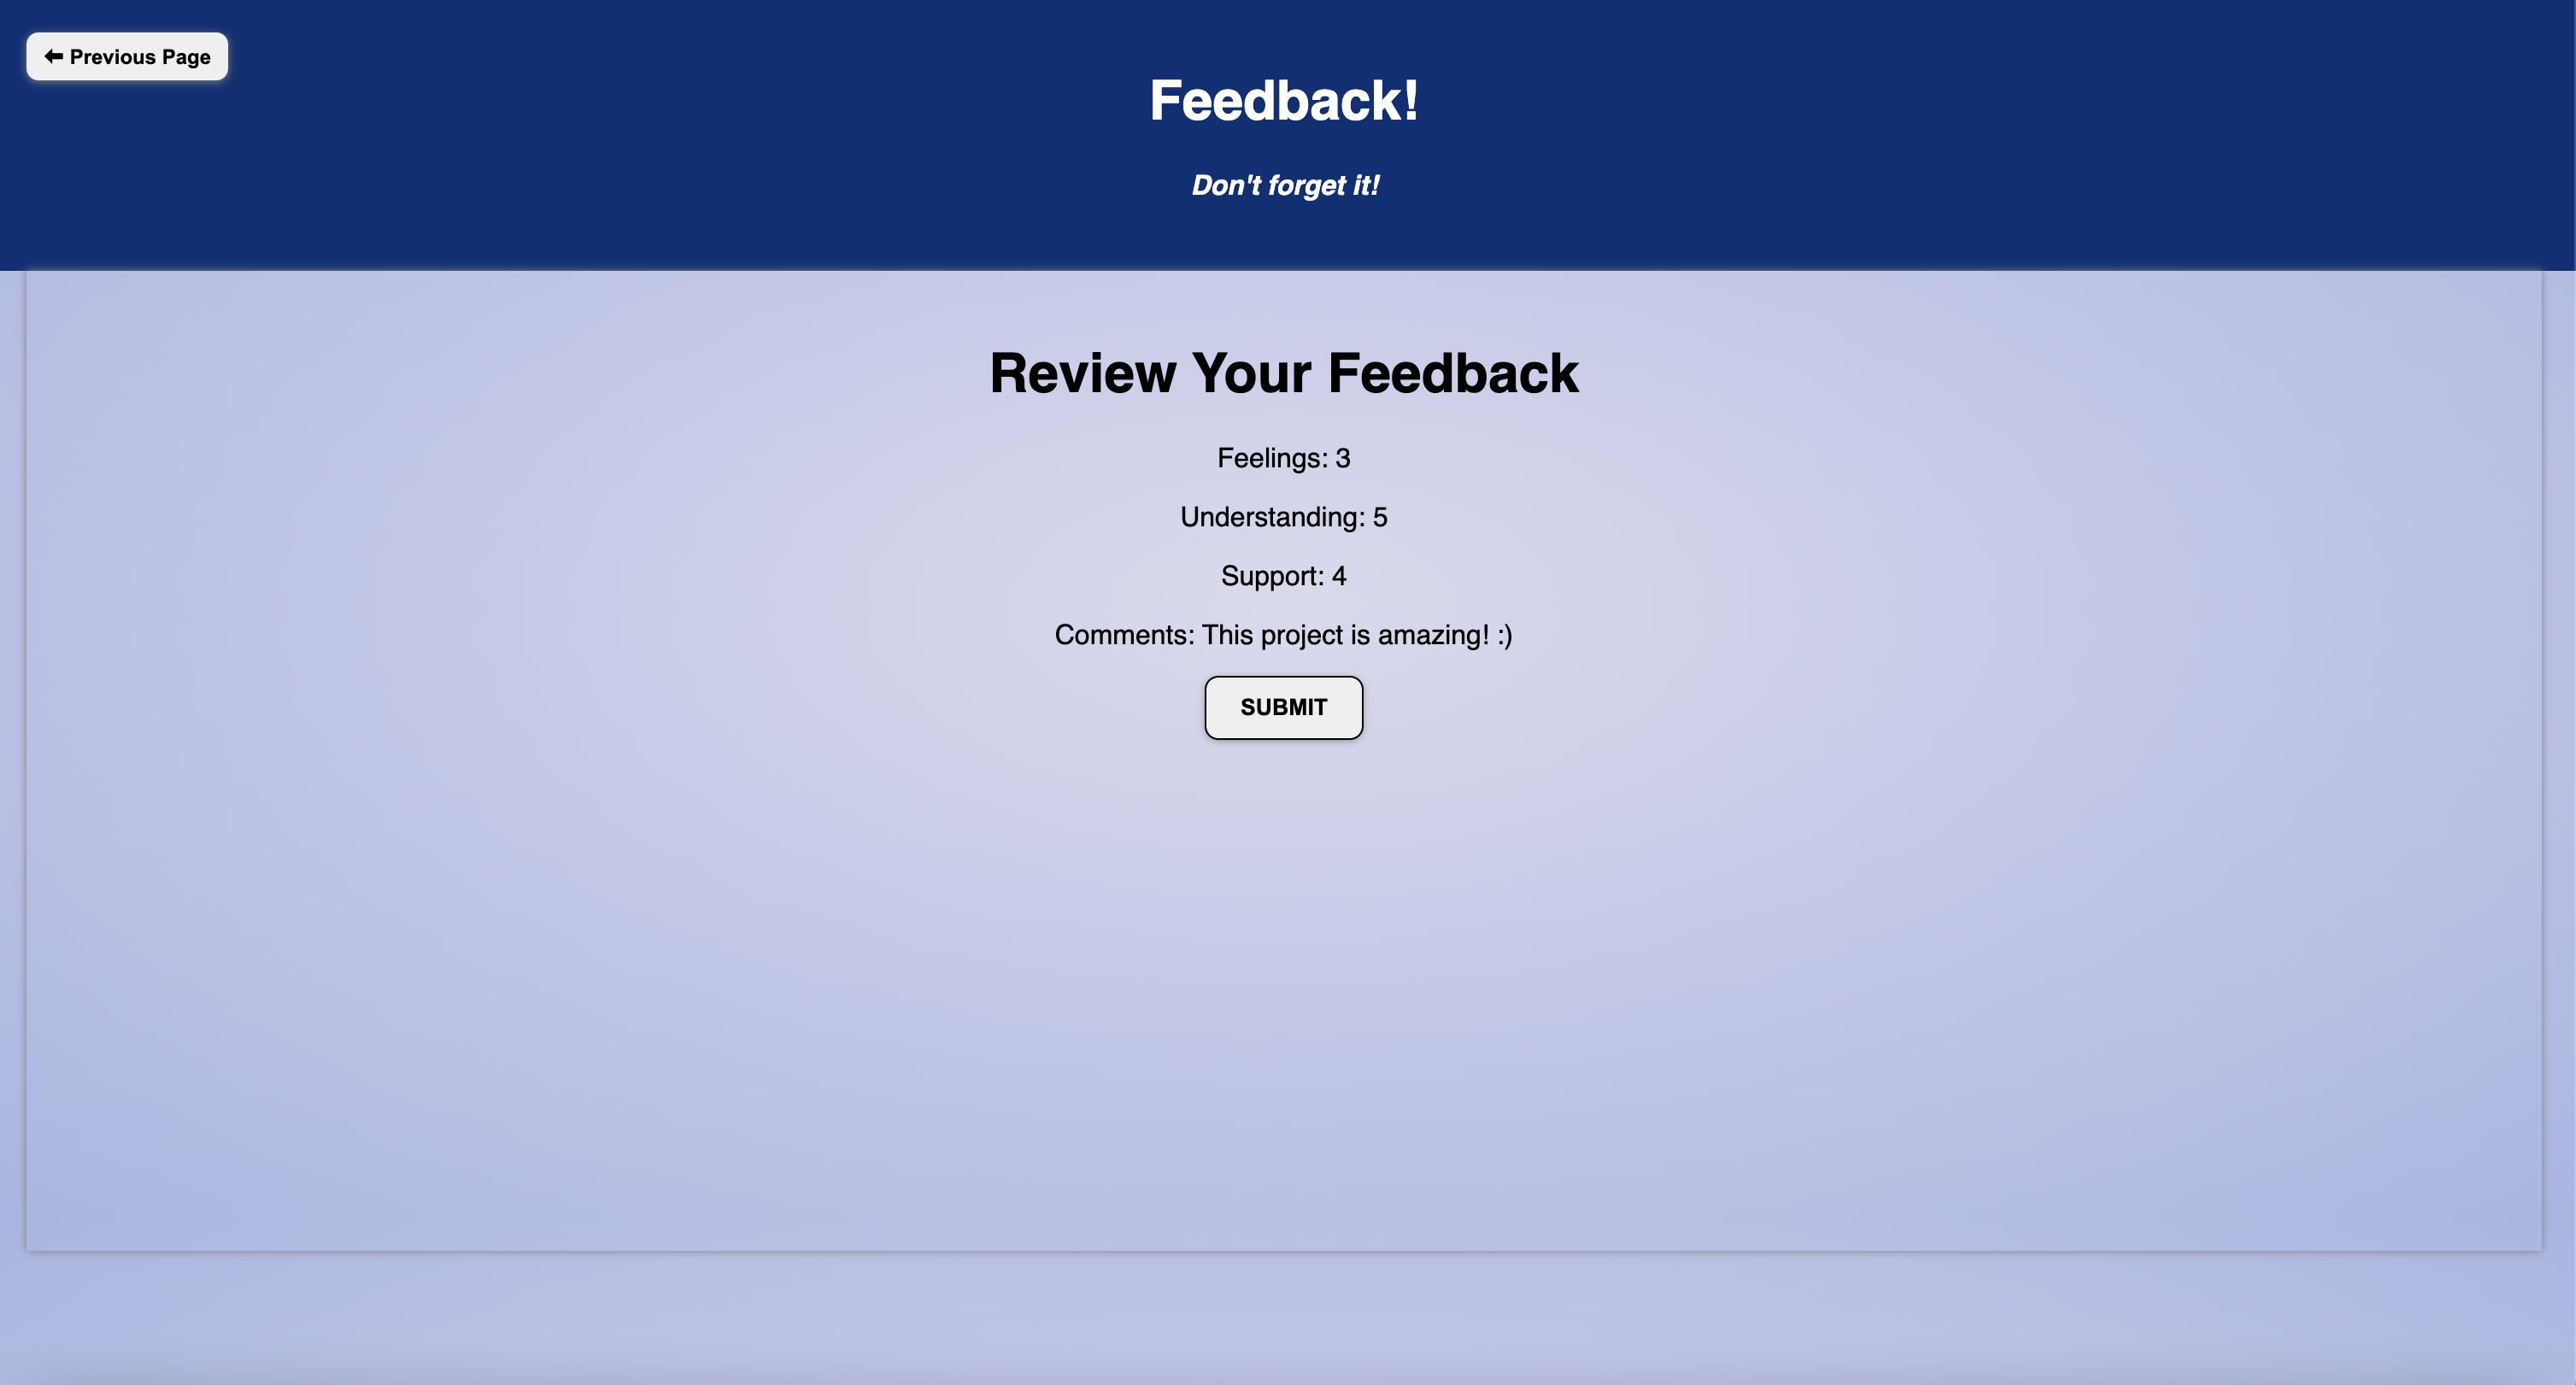 ⬅ Previous Page
Feedback!
Don't forget it!
Review Your Feedback
Feelings: 3
Understanding: 5
Support: 4
Comments: This project is amazing! :)
SUBMIT